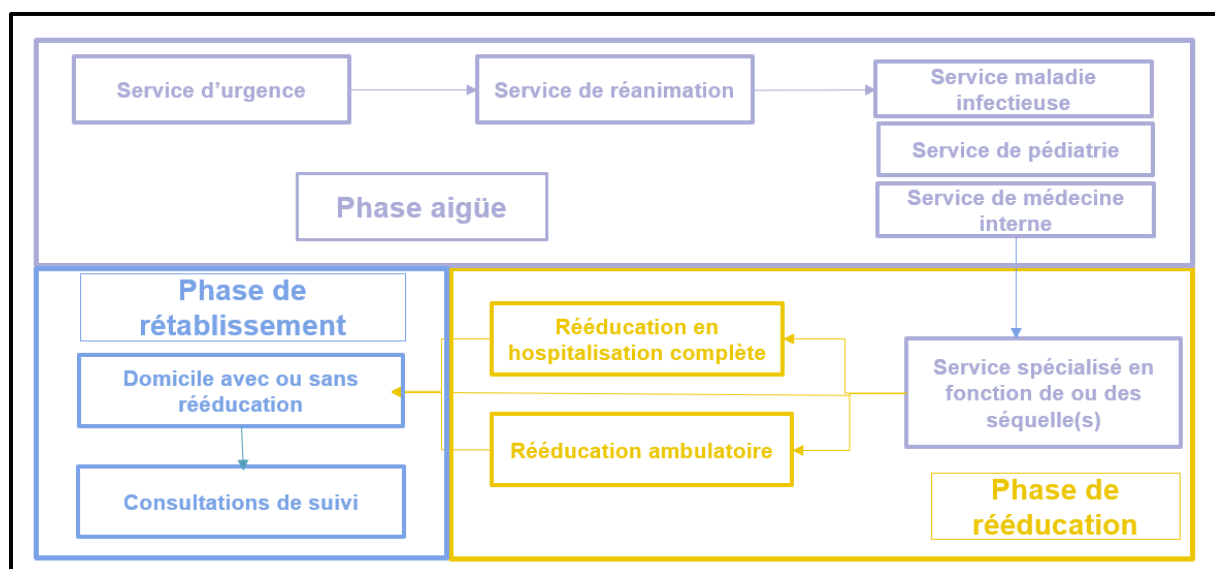 Service d'urgence
Service de réanimation
Service maladie
infectieuse
Service de pédiatrie
Service de médecine
interne
Phase aigüe
Phase de
rétablissement
Domicile avec ou sans
rééducation
Consultations de suivi
Rééducation en
hospitalisation complète
Rééducation ambulatoire
Service spécialisé en
fonction de ou des
séquelle(s)
Phase de
rééducation